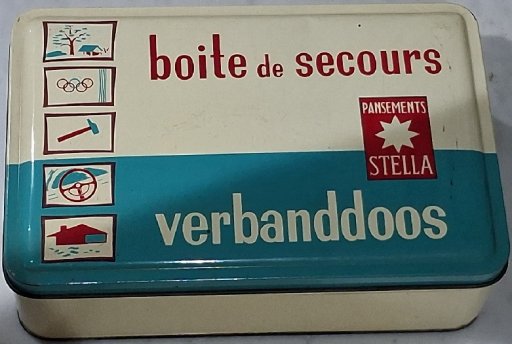 boite de secours
PANSEMENTS
STELLA
verbanddoos